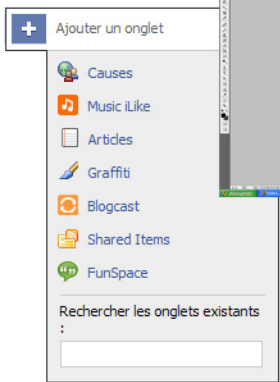 Ajouter un onglet
Causes
Music iLike
Articles
Graffiti
Blogcast
Shared Items
FunSpace
Rechercher les onglets existants
: